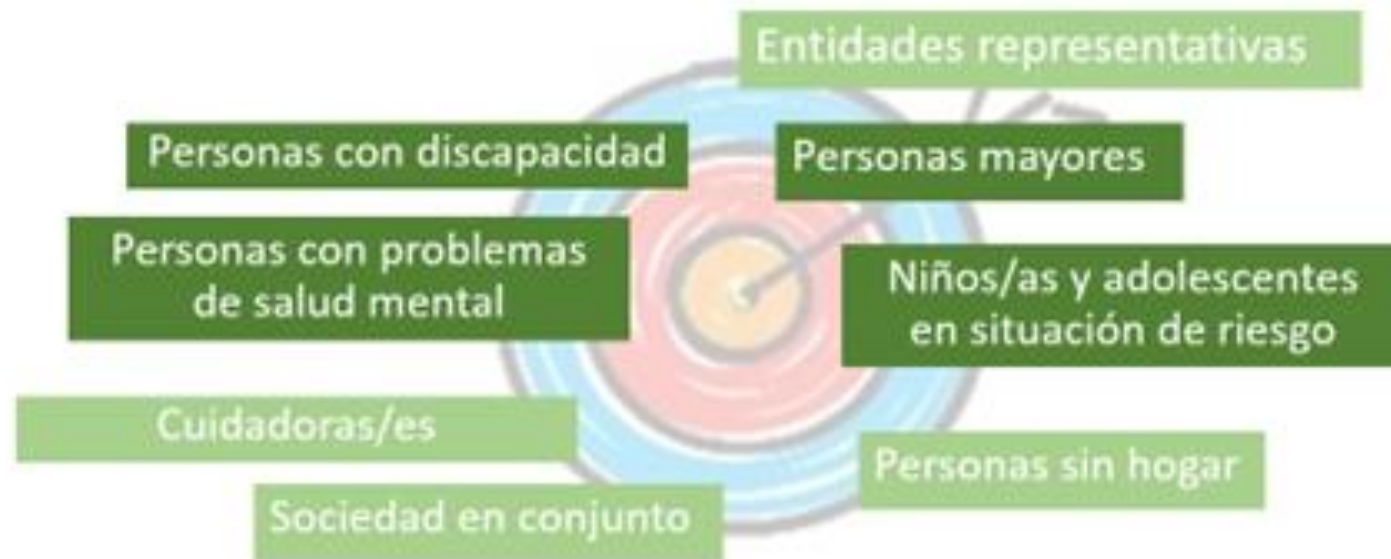 Entidades representativas
Personas con discapacidad
Personas mayores
Personas con problemas
de salud mental
Niños/as y adolescentes
en situación de riesgo
Cuidadoras/es
Personas sin hogar
Sociedad en conjunto